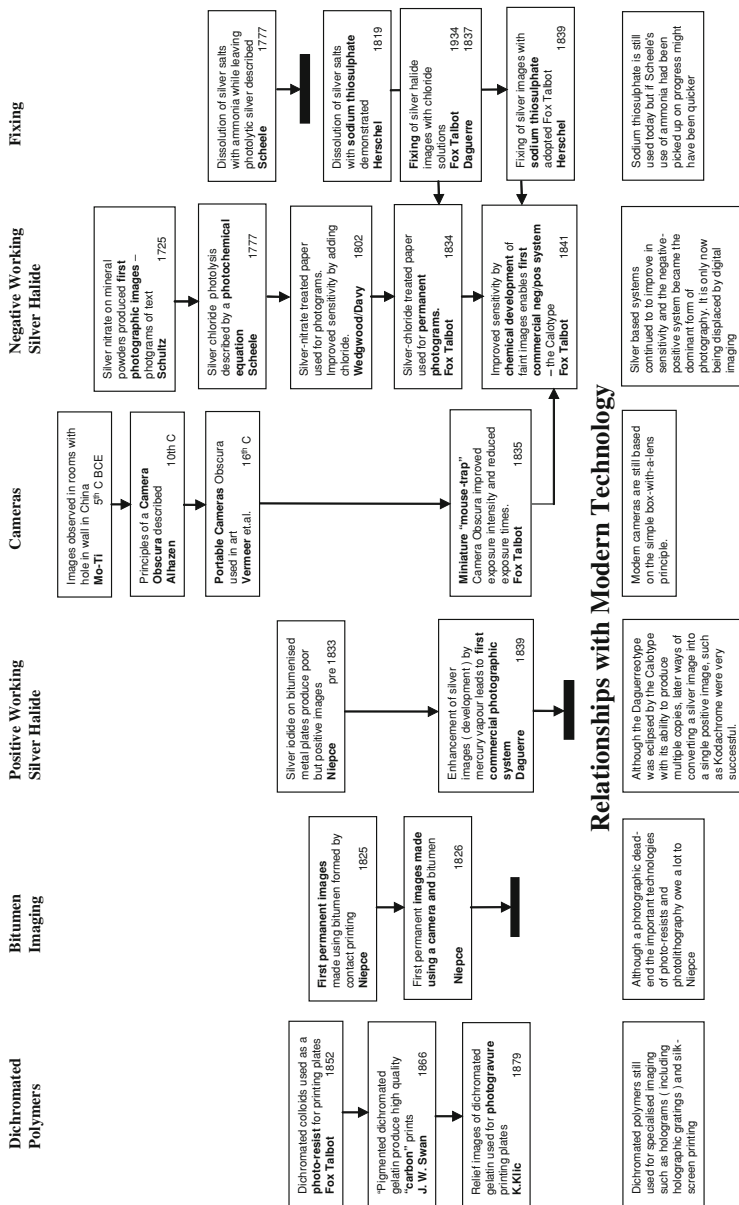 Dichromated
Polymers
Dichromated colloids used as a
photo-resist for printing plates
Fox Talbot 1852
"Pigmented dichromated
gelatin produce high quality
"carbon" prints
J. W. Swan 1866
Relief images of dichromated
gelatin used for photogravure
printing plates
K.Klic 1879
Bitumen
Imaging
First permanent images
made using bitumen formed by
contact printing
1825
Niepce
First permanent images made
using a camera and bitumen
1826
Niepce
Positive Working
Silver Halide
Silver iodide on bitumenised
metal plates produce poor
but positive images
Niepce pre 1833
Enhancement of silver
images ( development ) by
mercury vapour leads to first
commercial photographic
system 1839
Daguerre
Cameras
Images observed in rooms with
hole in wall in China
Mo-Ti 5th C BCE
Principles of a Camera
Obscura described
Alhazen 10th C
Portable Cameras Obscura
used in art
Vermeer et.al. 16th C
Miniature "mouse-trap"
Camera Obscura improved
exposure intensity and reduced
exposure times.
Fox Talbot 1835
Negative Working
Silver Halide
Silver nitrate on mineral
powders produced first
photographic images –
photgrams of text
Schultz 1725
Silver chloride photolysis
described by a photochemical
equation
Scheele 1777
Silver-nitrate treated paper
used for photograms.
Improved sensitivity by adding
chloride.
Wedgwood/Davy 1802
Silver-chloride treated paper
used for permanent
photograms.
Fox Talbot 1834
Improved sensitivity by
chemical development of
faint images enables first
commercial neg/pos system
– the Calotype
Fox Talbot 1841
Fixing
Dissolution of silver salts
with ammonia while leaving
photolytic silver described
Scheele 1777
Dissolution of silver salts
with sodium thiosulphate
demonstrated
Herschel 1819
Fixing of silver halide
images with chloride
solutions
Fox Talbot 1934
Daguerre 1837
Fixing of silver images with
sodium thiosulphate
adopted Fox Talbot
Herschel 1839
Relationships with Modern Technology
Dichromated polymers still
used for specialised imaging
such as holograms ( including
holographic gratings ) and silk-
screen printing
Although a photographic dead-
end the important technologies
of photo-resists and
photolithography owe a lot to
Niepce
Although the Daguerreotype
was eclipsed by the Calotype
with its ability to produce
multiple copies, later ways of
converting a silver image into
a single positive image, such
as Kodachrome were very
successful.
Modern cameras are still based
on the simple box-with-a-lens
principle.
Silver based systems
continued to to improve in
sensitivity and the negative-
positive system became the
dominant form of
photography. It is only now
being displaced by digital
imaging
Sodium thiosulphate is still
used today but if Scheele's
use of ammonia had been
picked up on progress might
have been quicker